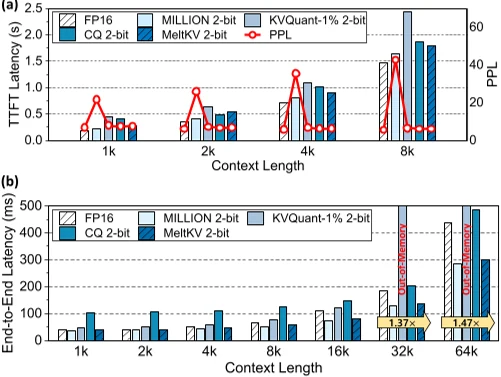 (a)
FP16 MILLION 2-bit KVQuant-1% 2-bit
CQ 2-bit MeltKV 2-bit PPL
TTFT Latency (s)
2.5
2.0
1.5
1.0
0.5
0.0
60
40
20
0
PPL
1k 2k 4k 8k
Context Length
(b)
FP16 MILLION 2-bit KVQuant-1% 2-bit
CQ 2-bit MeltKV 2-bit
End-to-End Latency (ms)
500
400
300
200
100
0
Out-of-Memory
Out-of-Memory
1.37×
1.47×
1k 2k 4k 8k 16k 32k 64k
Context Length